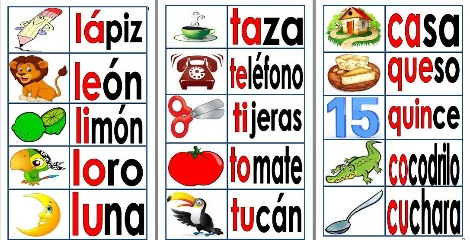 lápiz
león
limón
loro
luna
taza
teléfono
tijeras
tomate
tucán
casa
queso
15 quince
cocodrilo
cuchara